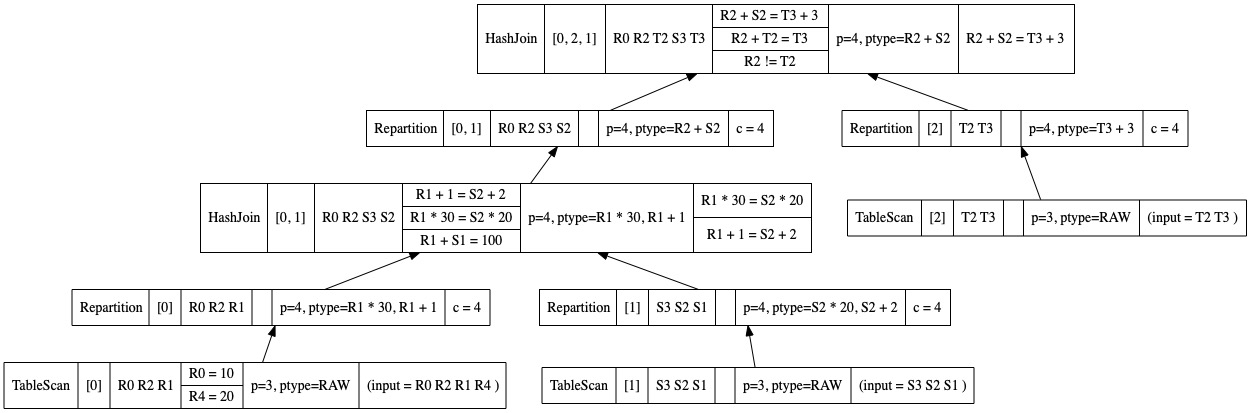 HashJoin [0, 2, 1] R0 R2 T2 S3 T3 R2 + S2 = T3 + 3 p=4, ptype=R2 + S2 R2 + S2 = T3 + 3
R2 + T2 = T3
R2 != T2
Repartition [0, 1] R0 R2 S3 S2 p=4, ptype=R2 + S2 c = 4
Repartition [2] T2 T3 p=4, ptype=T3 + 3 c = 4
HashJoin [0, 1] R0 R2 S3 S2 R1 + 1 = S2 + 2 p=4, ptype=R1 * 30, R1 + 1 R1 * 30 = S2 * 20
R1 * 30 = S2 * 20
R1 + S1 = 100 R1 + 1 = S2 + 2
TableScan [2] T2 T3 p=3, ptype=RAW (input = T2 T3 )
Repartition [0] R0 R2 R1 p=4, ptype=R1 * 30, R1 + 1 c = 4
Repartition [1] S3 S2 S1 p=4, ptype=S2 * 20, S2 + 2 c = 4
TableScan [0] R0 R2 R1 R0 = 10 p=3, ptype=RAW (input = R0 R2 R1 R4 )
R4 = 20
TableScan [1] S3 S2 S1 p=3, ptype=RAW (input = S3 S2 S1 )